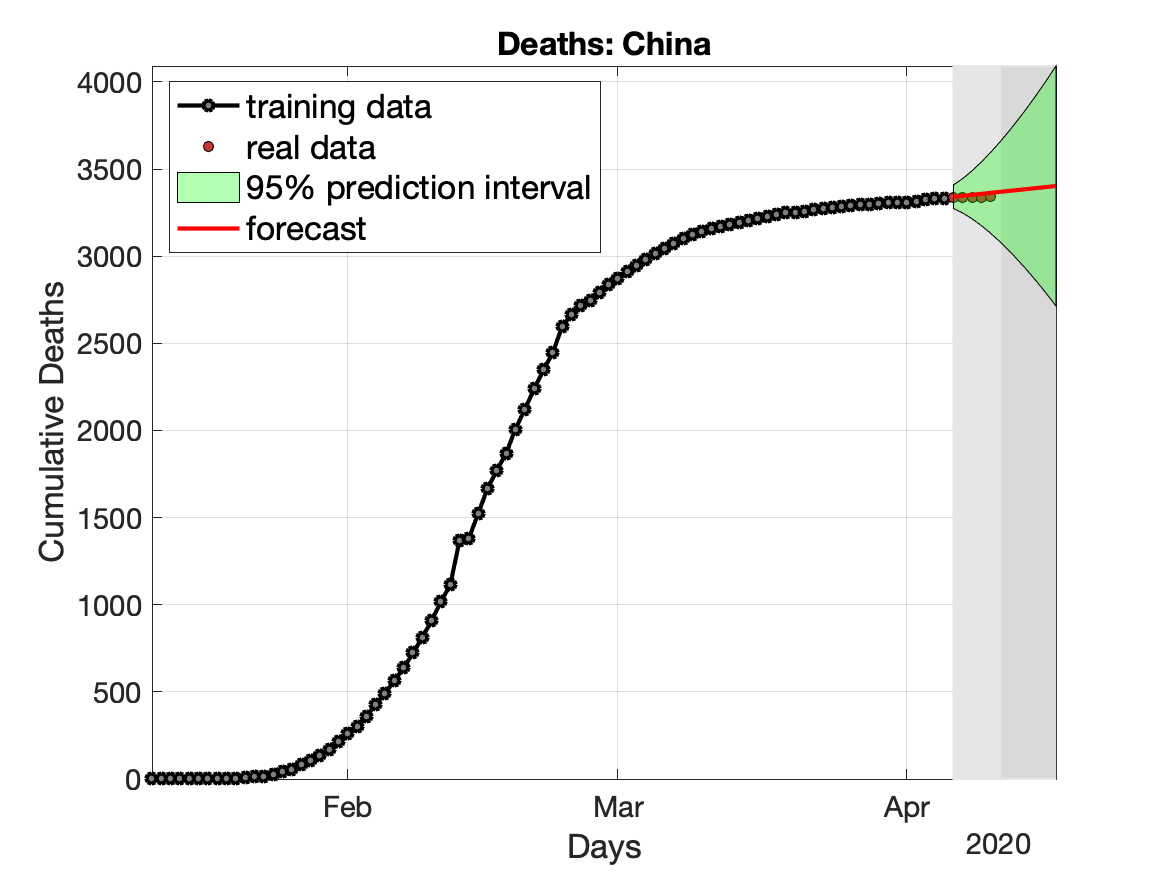 Deaths: China
training data
real data
95% prediction interval
forecast
4000
3500
3000
2500
2000
1500
1000
500
0
Cumulative Deaths
Feb Mar Apr
Days
2020